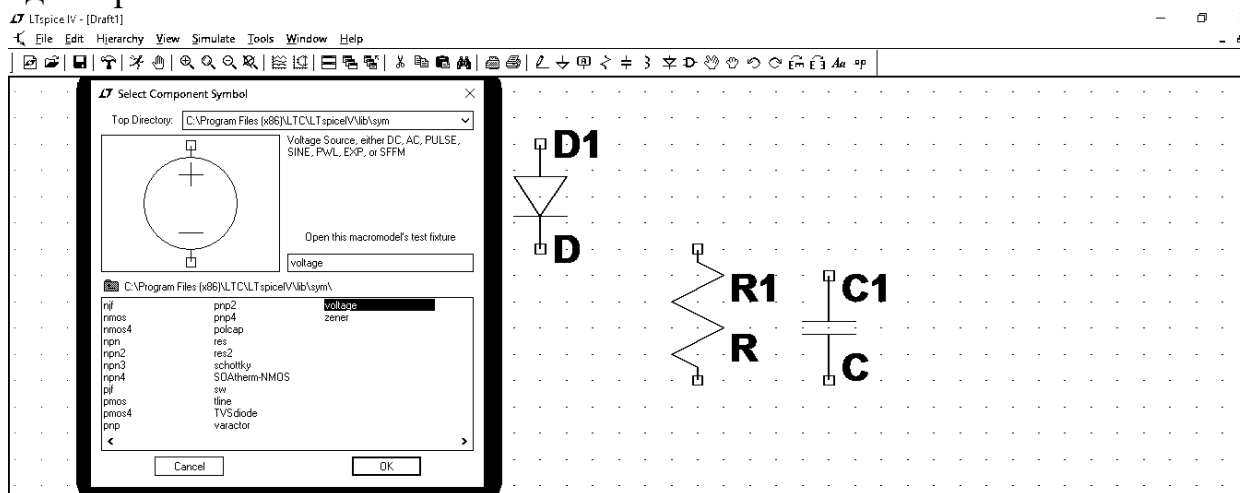 LTspice IV - [Draft1]
File Edit Hierarchy View Simulate Tools Window Help
Select Component Symbol
Top Directory: C:\Program Files (x86)\LTC\LTspiceIV\lib\sym
Voltage Source, either DC, AC, PULSE,
SINE, PWL, EXP, or SFFM
Open this macromodel's test fixture
voltage
C:\Program Files (x86)\LTC\LTspiceIV\lib\sym\
njf pnp2 voltage
nmos pnp4 zener
nmos4 polcap
npn res
npn2 res2
npn3 schottky
npn4 SOAtherm-NMOS
pjf sw
pmos tline
pmos4 TVSdiode
pnp varactor
Cancel OK
D1
D
R1
R
C1
C